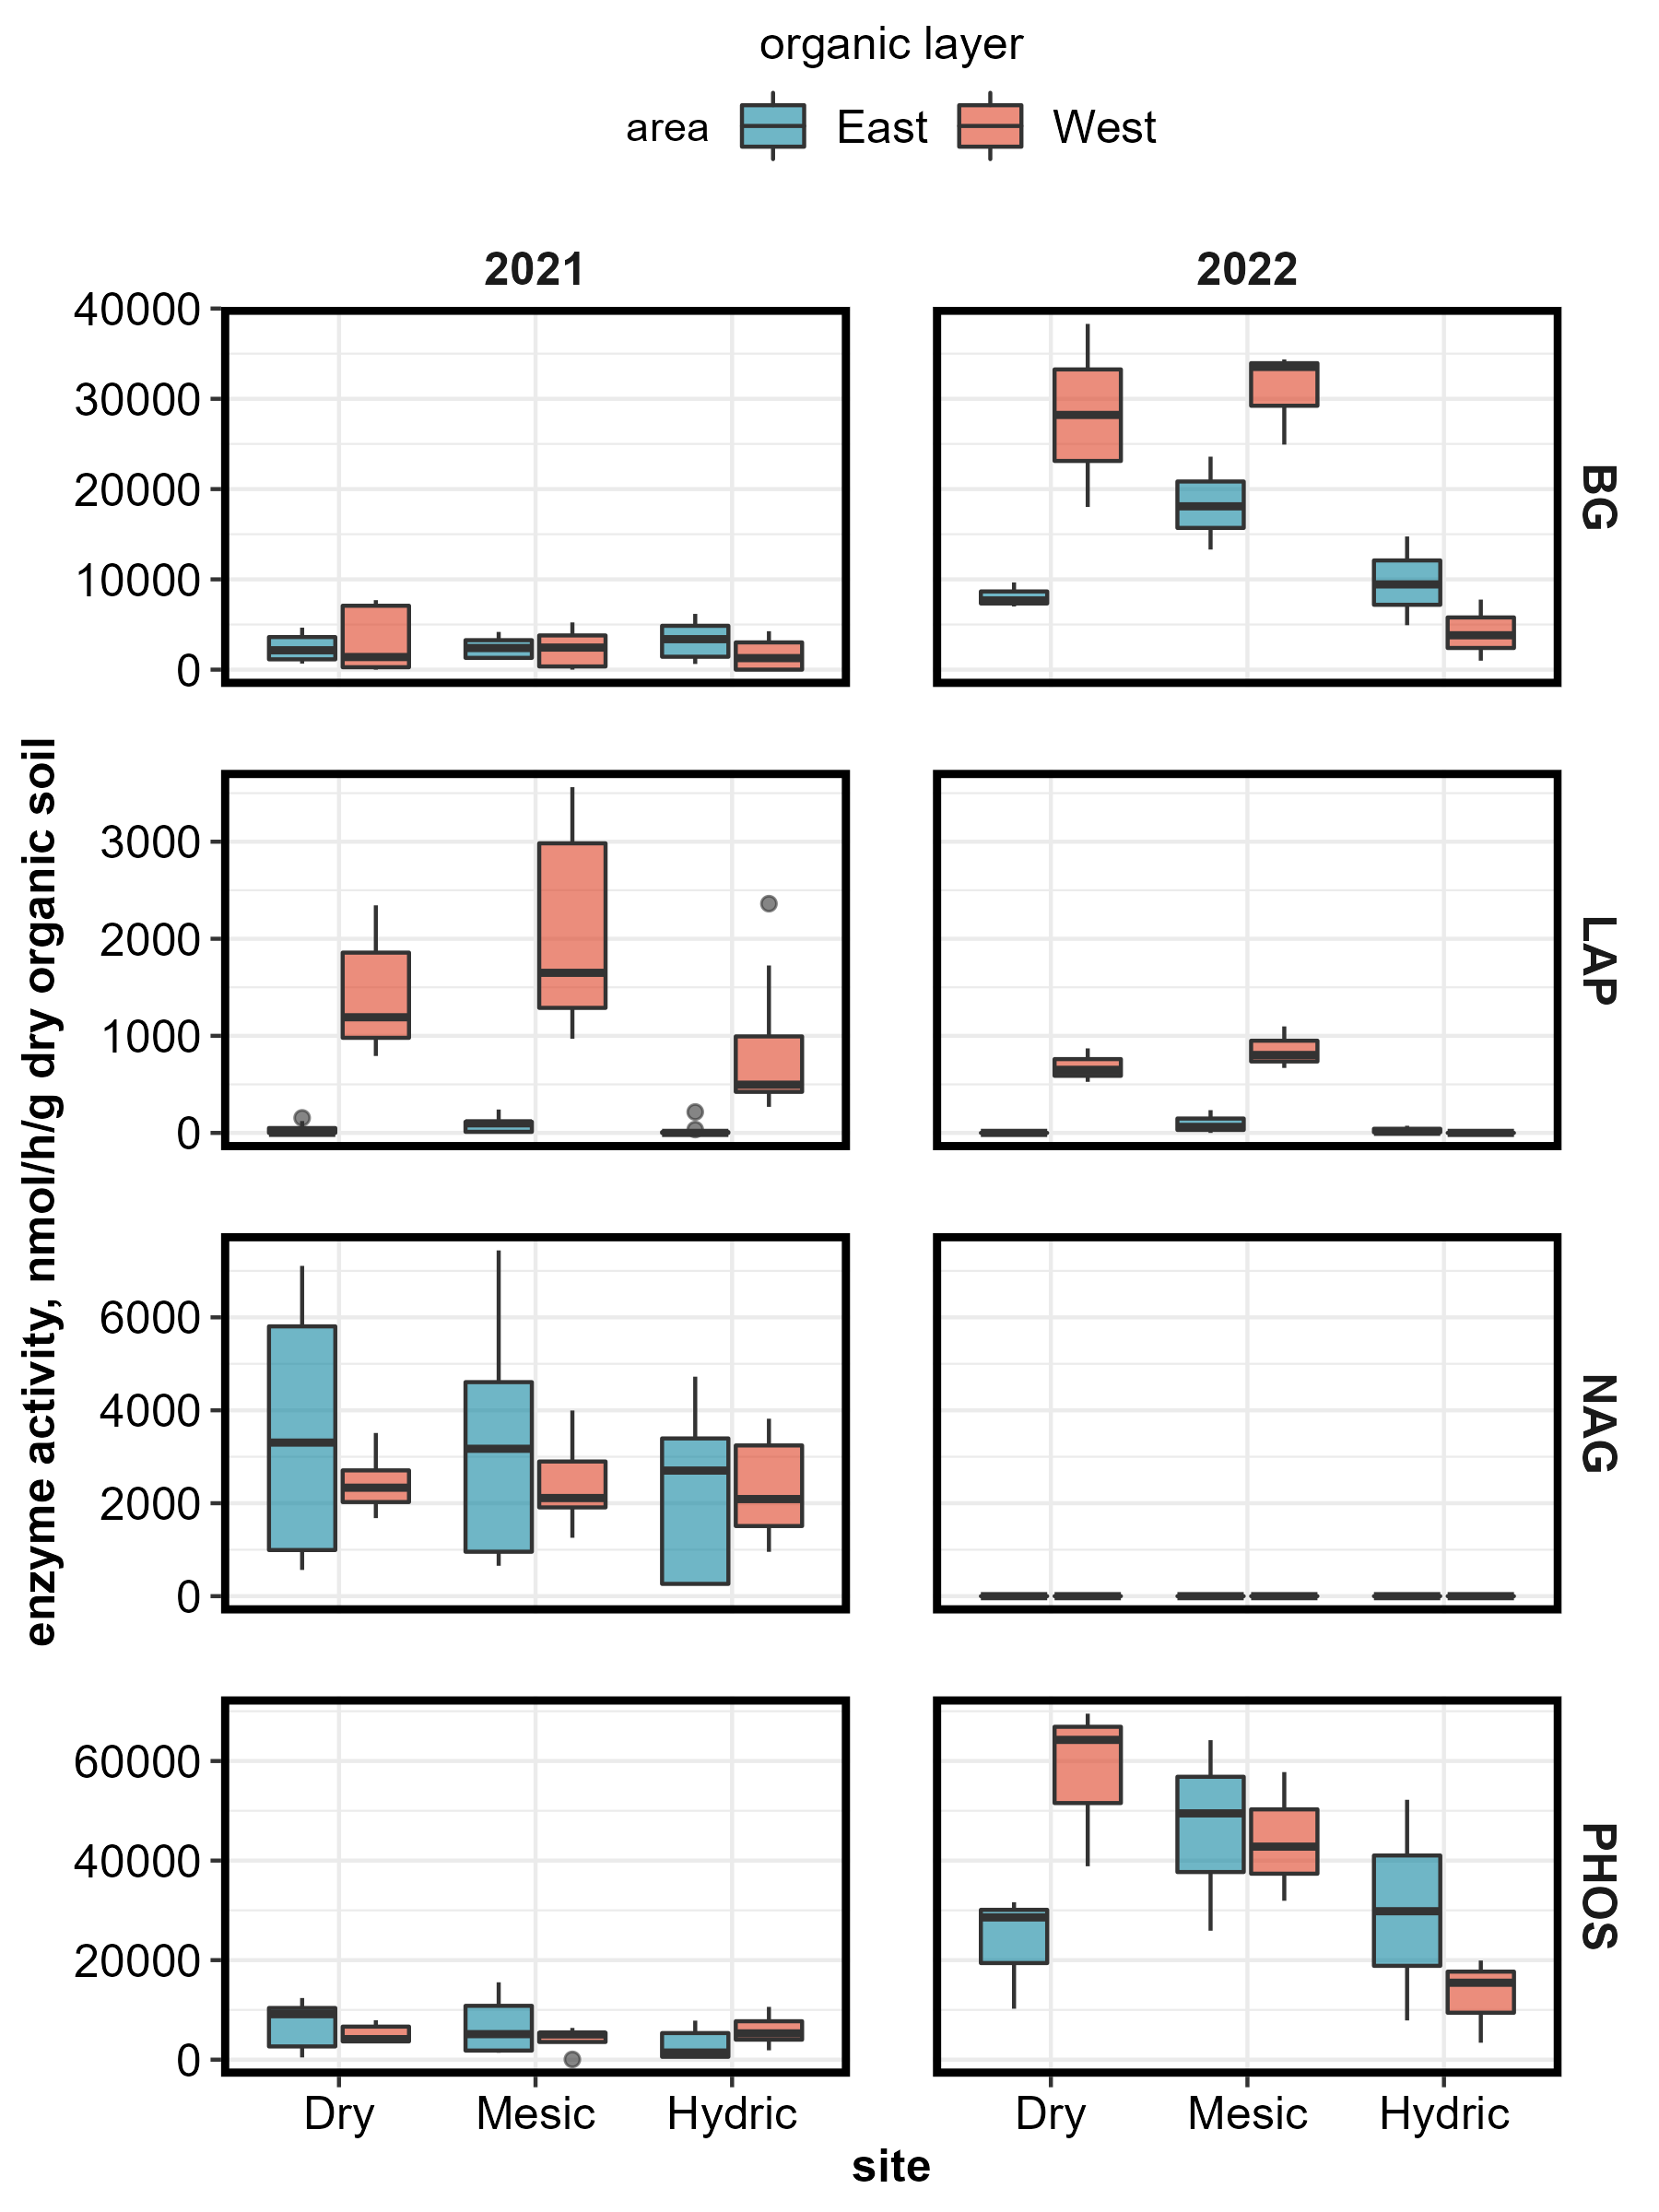 organic layer
area East West
2021 2022
40000
30000
20000
10000
0
BG
3000
2000
1000
0
LAP
6000
4000
2000
0
NAG
60000
40000
20000
0
PHOS
enzyme activity, nmol/h/g dry organic soil
Dry Mesic Hydric Dry Mesic Hydric
site